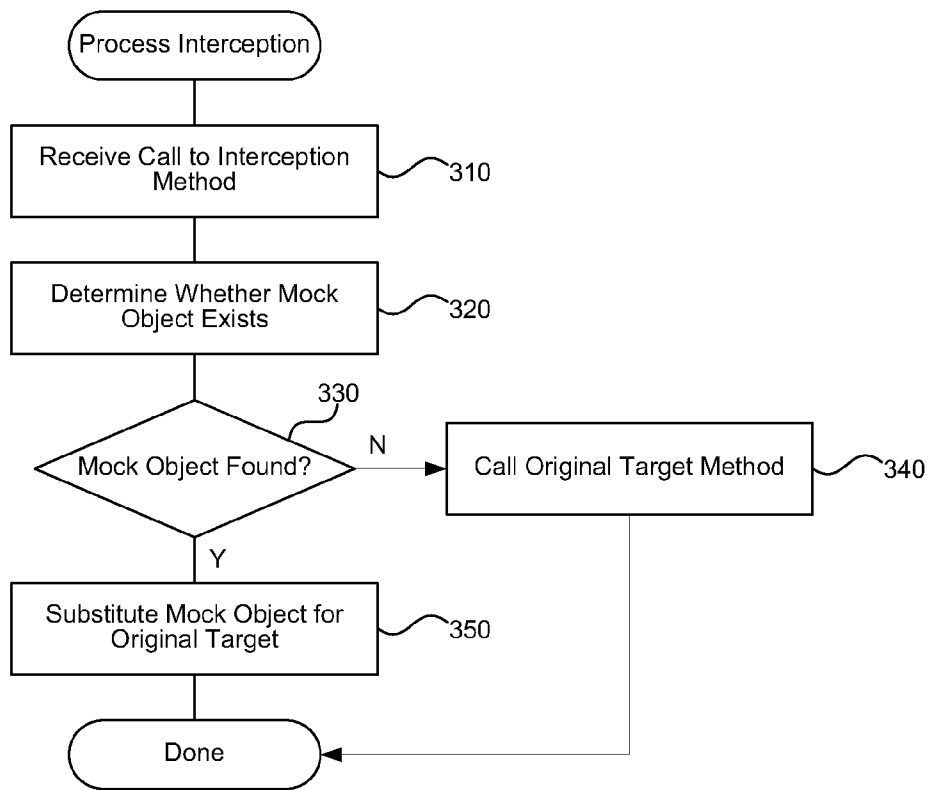 Process Interception
Receive Call to Interception
Method
310
Determine Whether Mock
Object Exists
320
330
Mock Object Found?
N
Call Original Target Method
340
Y
Substitute Mock Object for
Original Target
350
Done